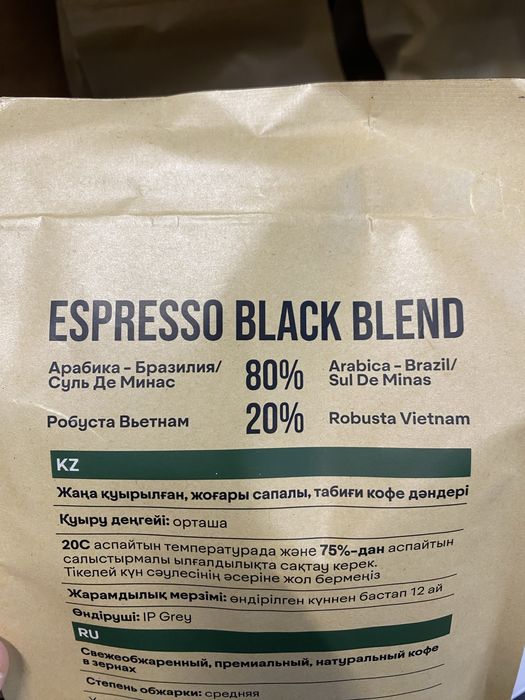 ESPRESSO BLACK BLEND
Арабика - Бразилия/
Суль Де Минас
80%
Arabica - Brazil/
Sul De Minas
Робуста Вьетнам
20%
Robusta Vietnam
KZ
Жаңа қуырылған, жоғары сапалы, табиғи кофе дәндері
Қуыру деңгейі: орташа
20С аспайтын температурада және 75%-дан аспайтын
салыстырмалы ылғалдылықта сақтау керек.
Тікелей күн сәулесінің әсеріне жол бермеңіз
Жарамдылық мерзімі: өндірілген күннен бастап 12 ай
Өндіруші: IP Grey
RU
Свежеобжаренный, премиальный, натуральный кофе
в зернах
Степень обжарки: средняя